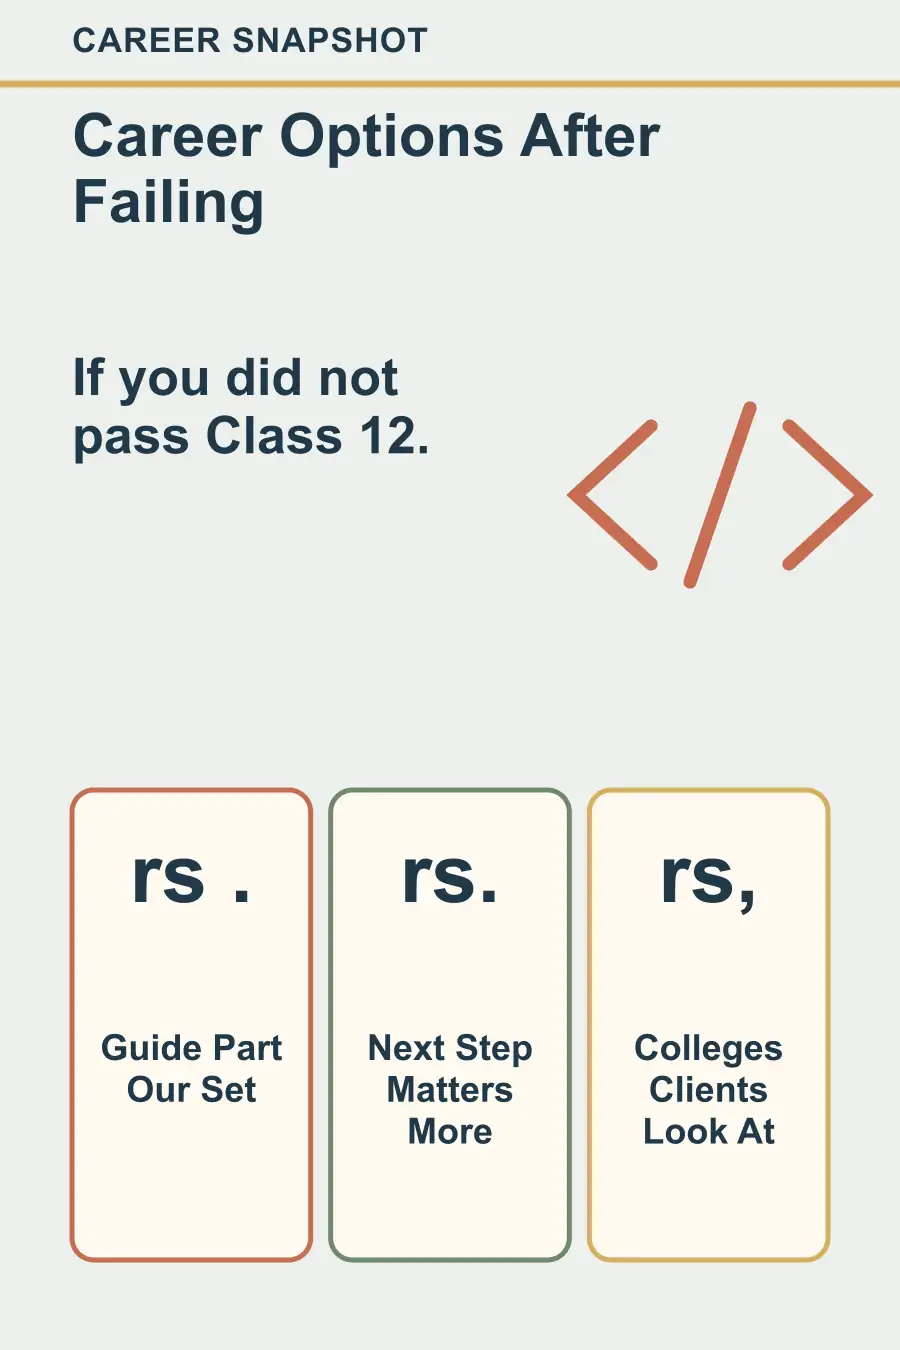 CAREER SNAPSHOT
Career Options After
Failing
If you did not
pass Class 12.
</>
rs .
Guide Part
Our Set
rs.
Next Step
Matters
More
rs,
Colleges
Clients
Look At